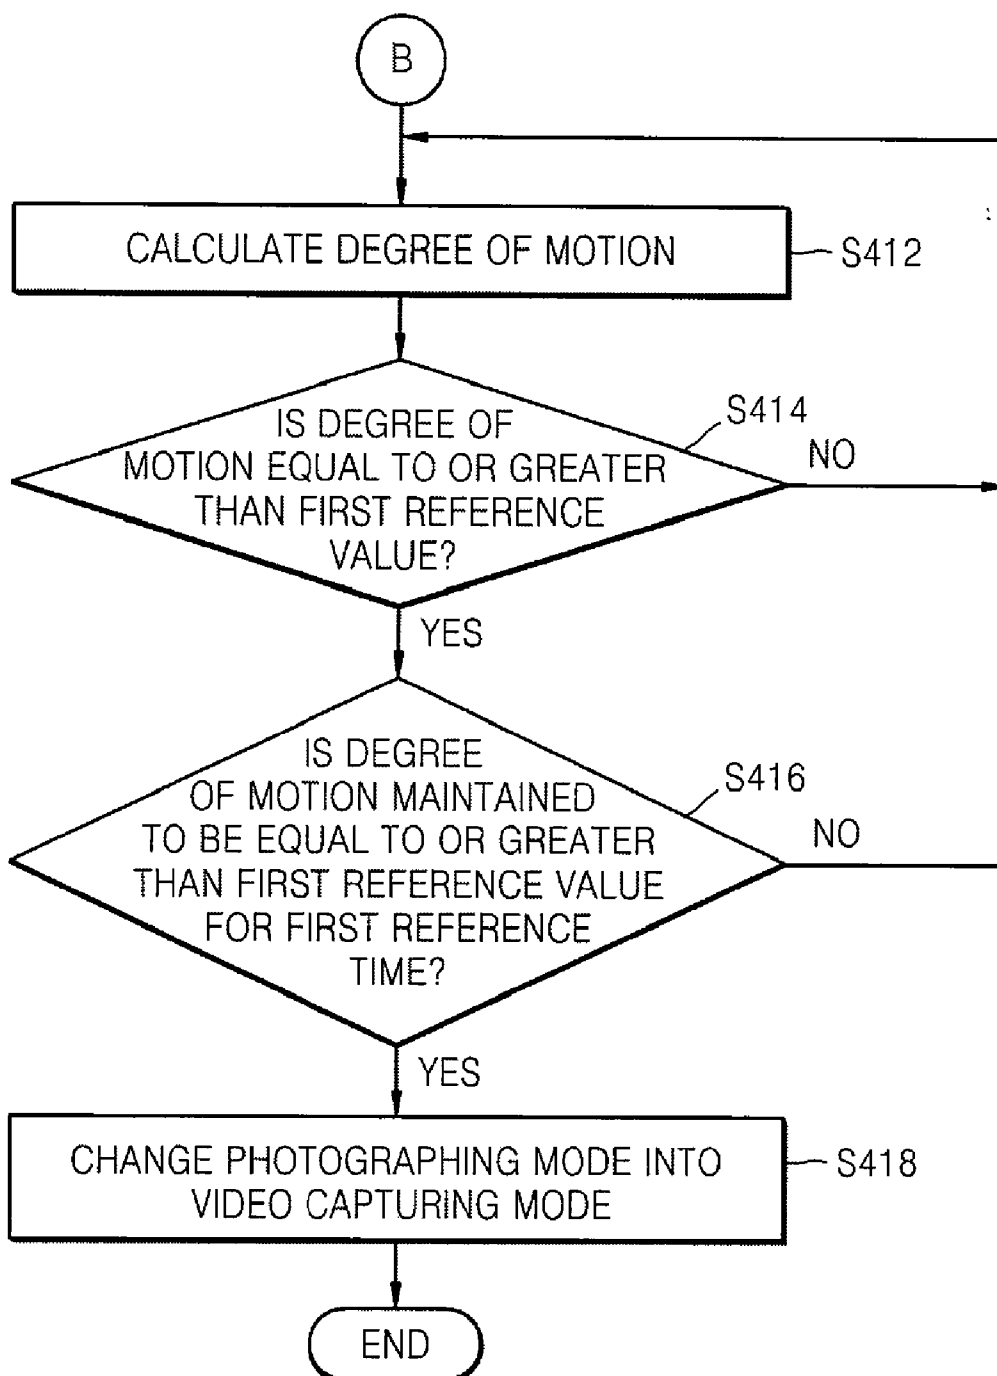 B
CALCULATE DEGREE OF MOTION
S412
IS DEGREE OF
MOTION EQUAL TO OR GREATER
THAN FIRST REFERENCE
VALUE?
S414
NO
YES
IS DEGREE
OF MOTION MAINTAINED
TO BE EQUAL TO OR GREATER
THAN FIRST REFERENCE VALUE
FOR FIRST REFERENCE
TIME?
S416
NO
YES
CHANGE PHOTOGRAPHING MODE INTO
VIDEO CAPTURING MODE
S418
END